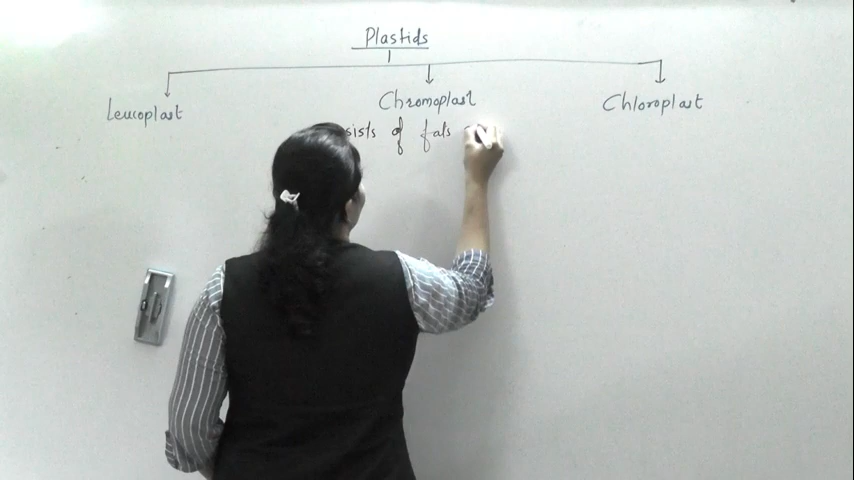 Plastids
Leucoplast Chromoplast Chloroplast
sists of fats